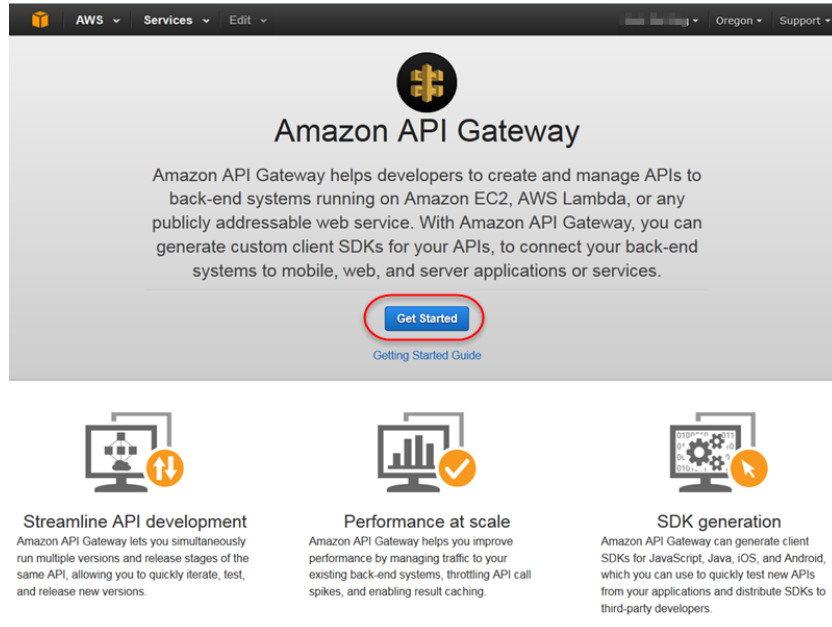 AWS Services Edit Oregon Support
Amazon API Gateway
Amazon API Gateway helps developers to create and manage APIs to
back-end systems running on Amazon EC2, AWS Lambda, or any
publicly addressable web service. With Amazon API Gateway, you can
generate custom client SDKs for your APIs, to connect your back-end
systems to mobile, web, and server applications or services.
Get Started
Getting Started Guide
Streamline API development
Amazon API Gateway lets you simultaneously
run multiple versions and release stages of the
same API, allowing you to quickly iterate, test,
and release new versions.
Performance at scale
Amazon API Gateway helps you improve
performance by managing traffic to your
existing back-end systems, throttling API call
spikes, and enabling result caching.
SDK generation
Amazon API Gateway can generate client
SDKs for JavaScript, Java, iOS, and Android,
which you can use to quickly test new APIs
from your applications and distribute SDKs to
third-party developers.